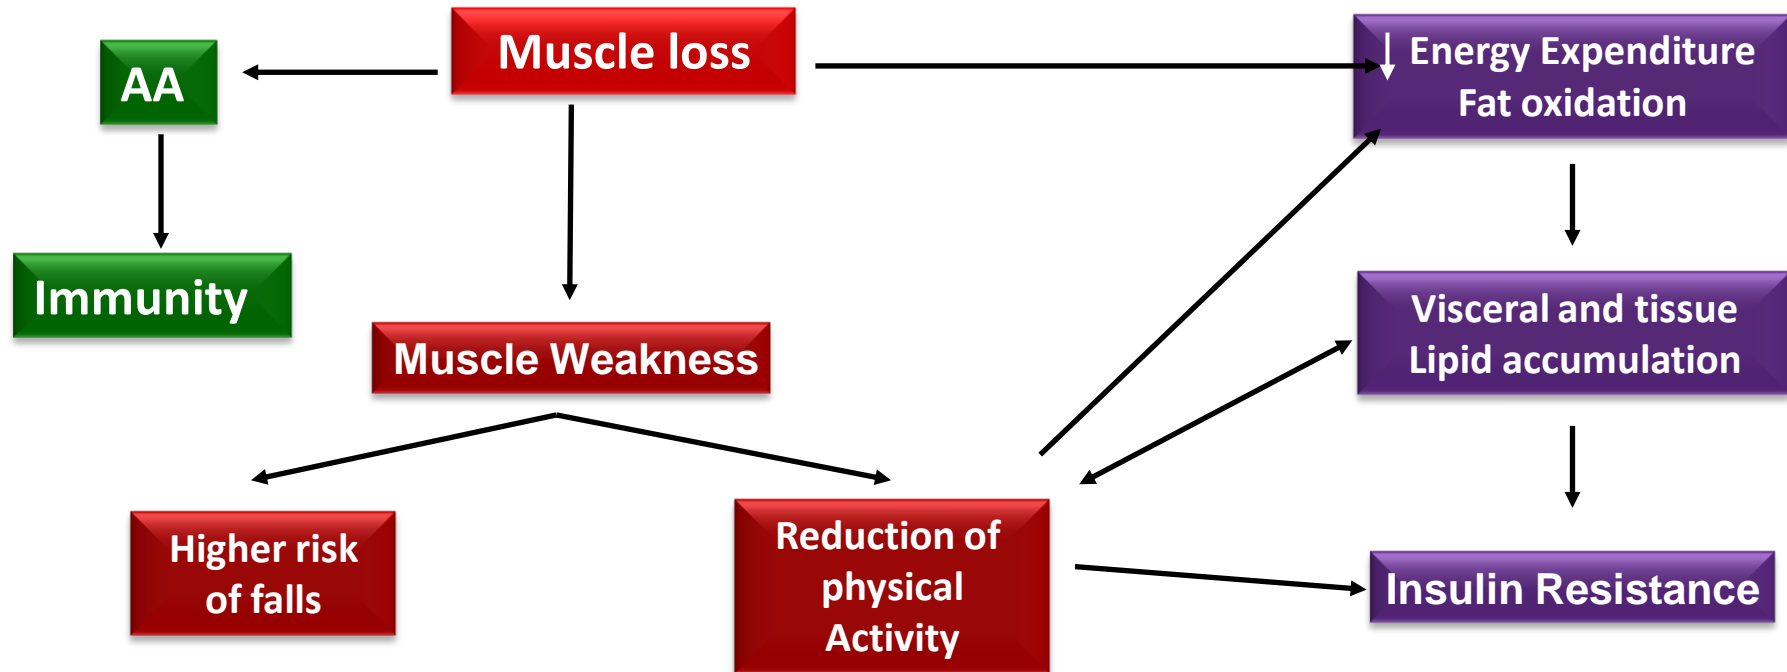 Muscle loss
AA
↓ Energy Expenditure
Fat oxidation
Immunity
Visceral and tissue
Lipid accumulation
Muscle Weakness
Higher risk
of falls
Reduction of
physical
Activity
Insulin Resistance